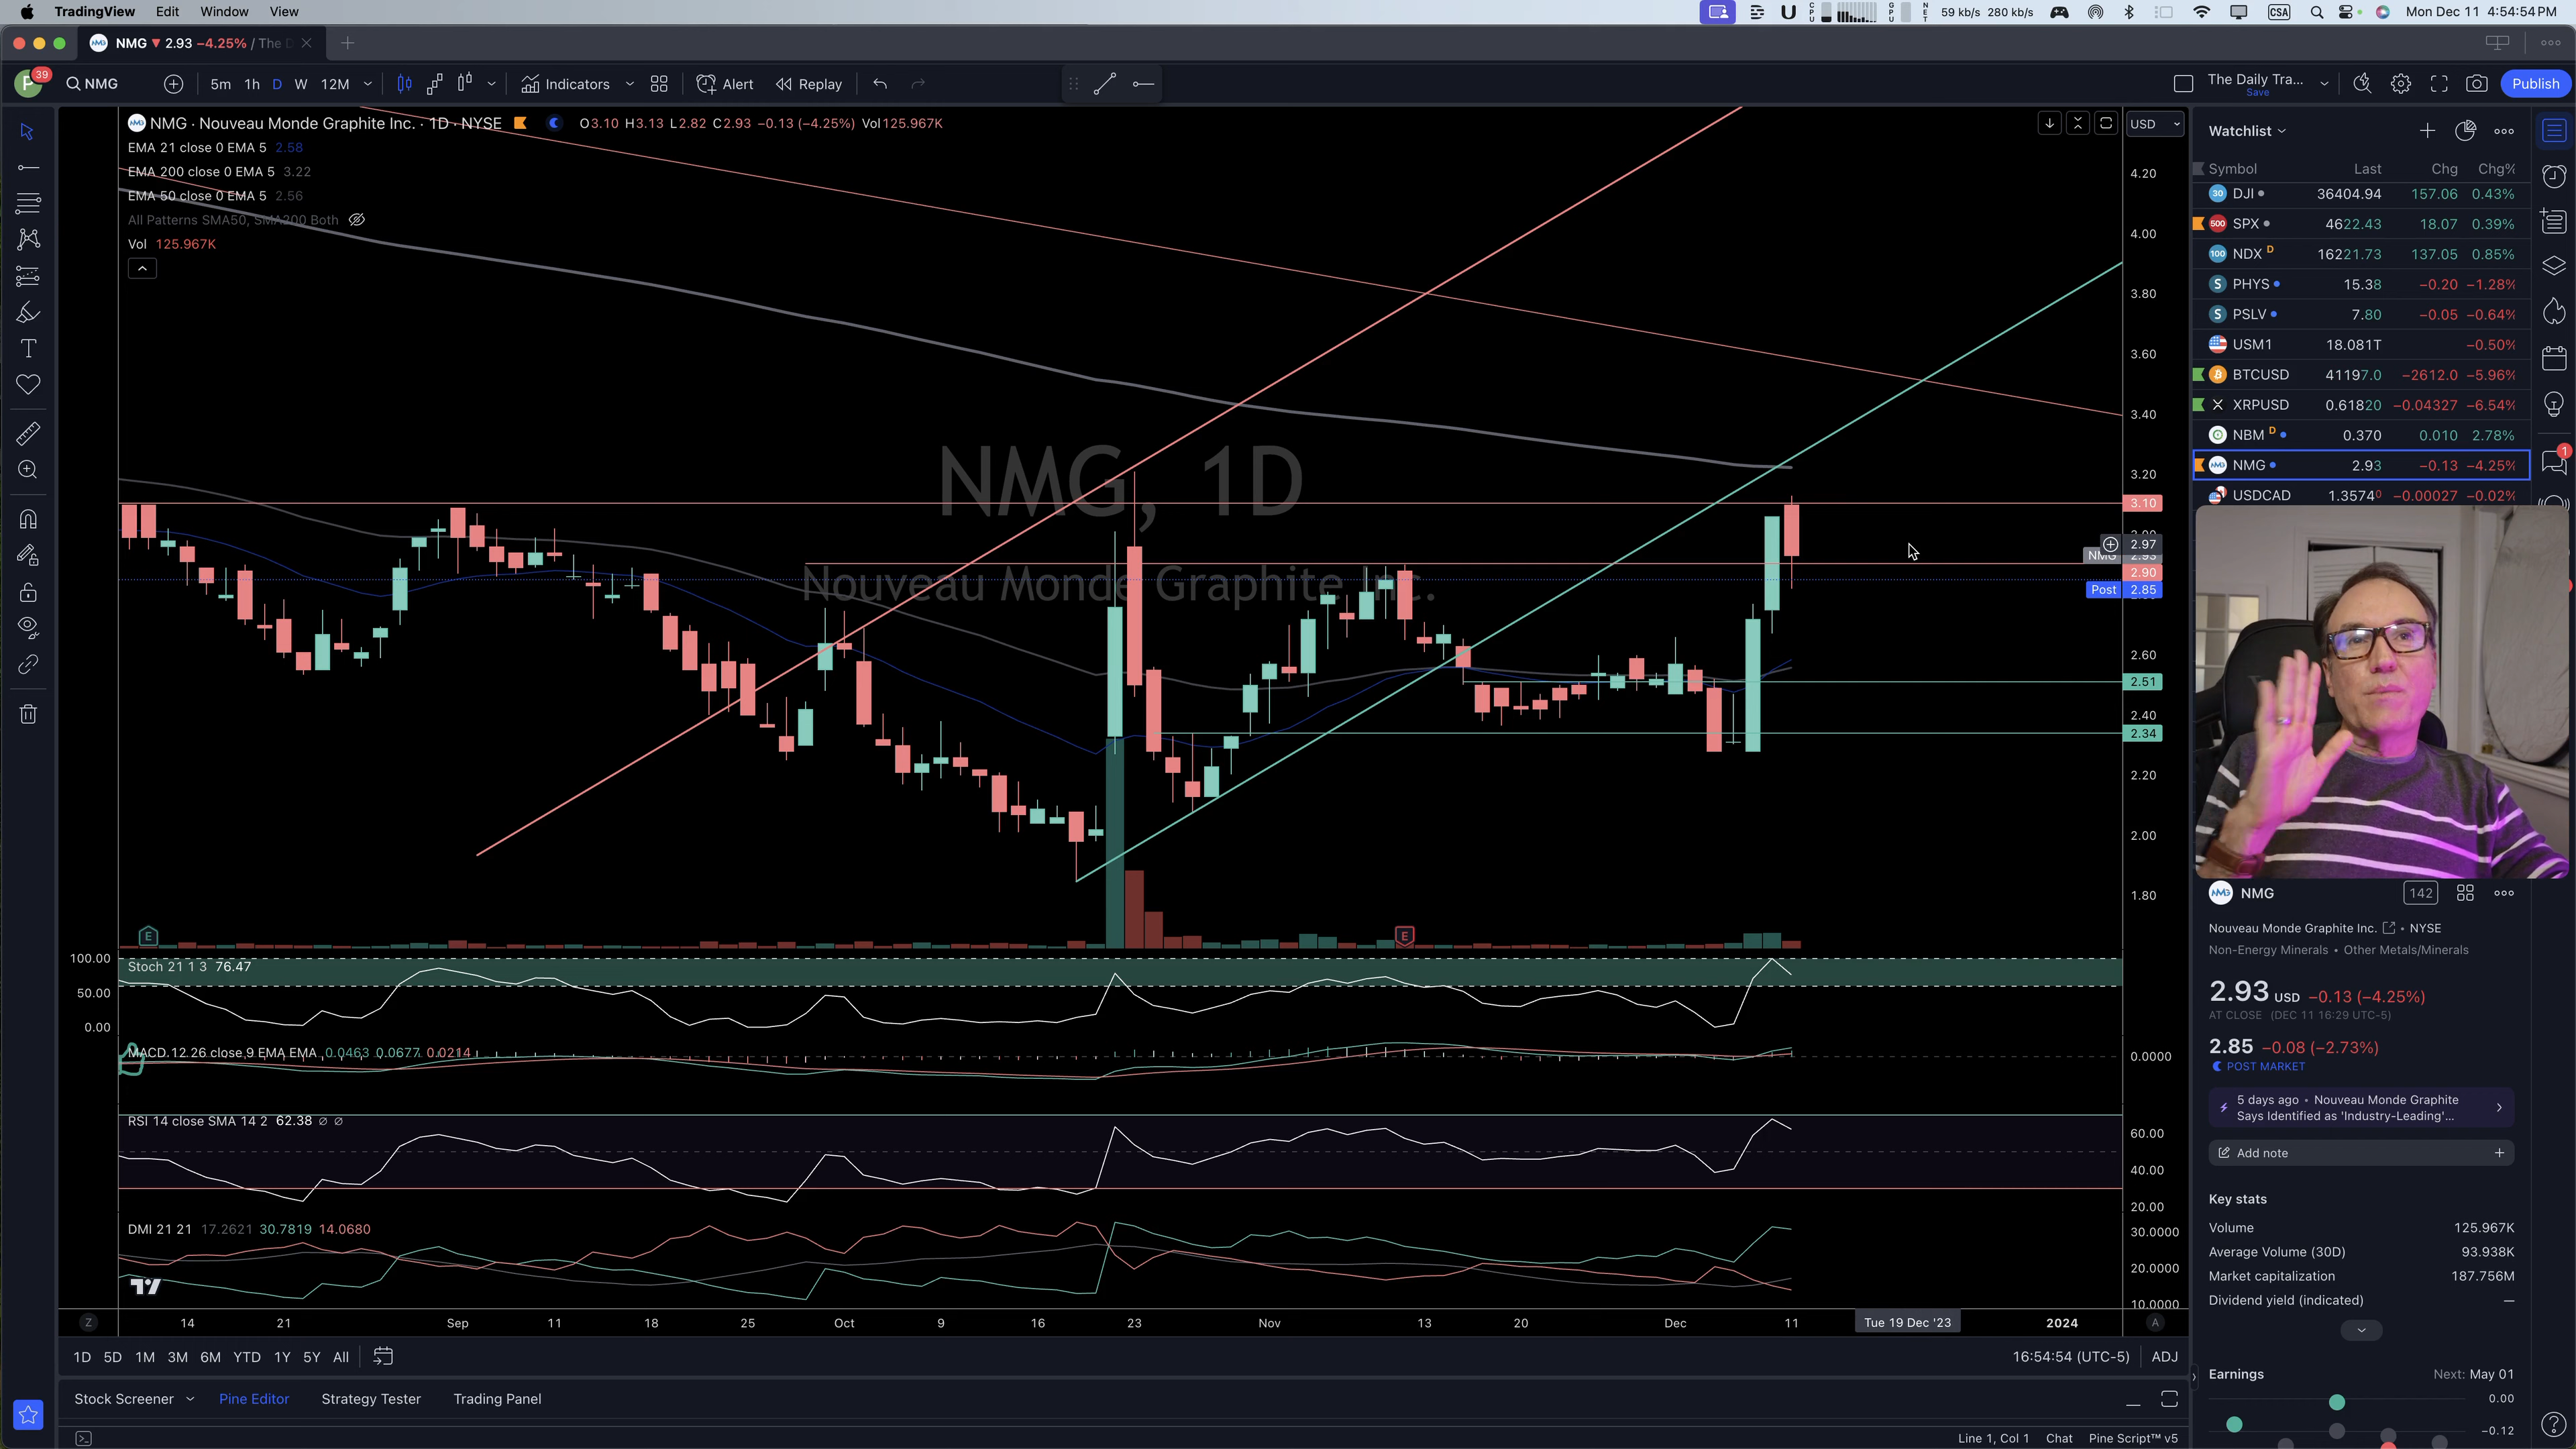 TradingView Edit Window View
59 kb/s 280 kb/s CSA Mon Dec 11 4:54:54 PM
NMG ▼ 2.93 −4.25% / The D
39
NMG 5m 1h D W 12M Indicators Alert Replay
The Daily Tra... Save Publish
NMG · Nouveau Monde Graphite Inc. · 1D · NYSE O3.10 H3.13 L2.82 C2.93 −0.13 (−4.25%) Vol125.967K
EMA 21 close 0 EMA 5 2.58
EMA 200 close 0 EMA 5 3.22
EMA 50 close 0 EMA 5 2.56
All Patterns SMA50, SMA200 Both
Vol 125.967K
USD
4.20
4.00
3.80
3.60
3.40
3.20
3.10
2.97
NMG 2.93
2.90
Post 2.85
2.60
2.51
2.40
2.34
2.20
2.00
1.80
NMG, 1D
Nouveau Monde Graphite Inc.
E E
100.00
50.00
0.00
Stoch 21 1 3 76.47
MACD 12 26 close 9 EMA EMA 0.0463 0.0677 0.0214
0.0000
RSI 14 close SMA 14 2 62.38 ∅ ∅
60.00
40.00
20.00
DMI 21 21 17.2621 30.7819 14.0680
30.0000
20.0000
10.0000
Z 14 21 Sep 11 18 25 Oct 9 16 23 Nov 13 20 Dec 11 Tue 19 Dec '23 2024 A
1D 5D 1M 3M 6M YTD 1Y 5Y All
16:54:54 (UTC-5) ADJ
Stock Screener Pine Editor Strategy Tester Trading Panel
Line 1, Col 1 Chat Pine Script™ v5
Watchlist
Symbol Last Chg Chg%
30 DJI 36404.94 157.06 0.43%
500 SPX 4622.43 18.07 0.39%
100 NDX D 16221.73 137.05 0.85%
S PHYS 15.38 −0.20 −1.28%
S PSLV 7.80 −0.05 −0.64%
USM1 18.081T −0.50%
BTCUSD 41197.0 −2612.0 −5.96%
XRPUSD 0.61820 −0.04327 −6.54%
NBM D 0.370 0.010 2.78%
NMG 2.93 −0.13 −4.25%
USDCAD 1.35740 −0.00027 −0.02%
1
NMG 142
Nouveau Monde Graphite Inc. • NYSE
Non-Energy Minerals • Other Metals/Minerals
2.93 USD −0.13 (−4.25%)
AT CLOSE (DEC 11 16:29 UTC-5)
2.85 −0.08 (−2.73%)
POST MARKET
5 days ago • Nouveau Monde Graphite
Says Identified as 'Industry-Leading'...
Add note
Key stats
Volume 125.967K
Average Volume (30D) 93.938K
Market capitalization 187.756M
Dividend yield (indicated) —
Earnings Next: May 01
0.00
−0.12